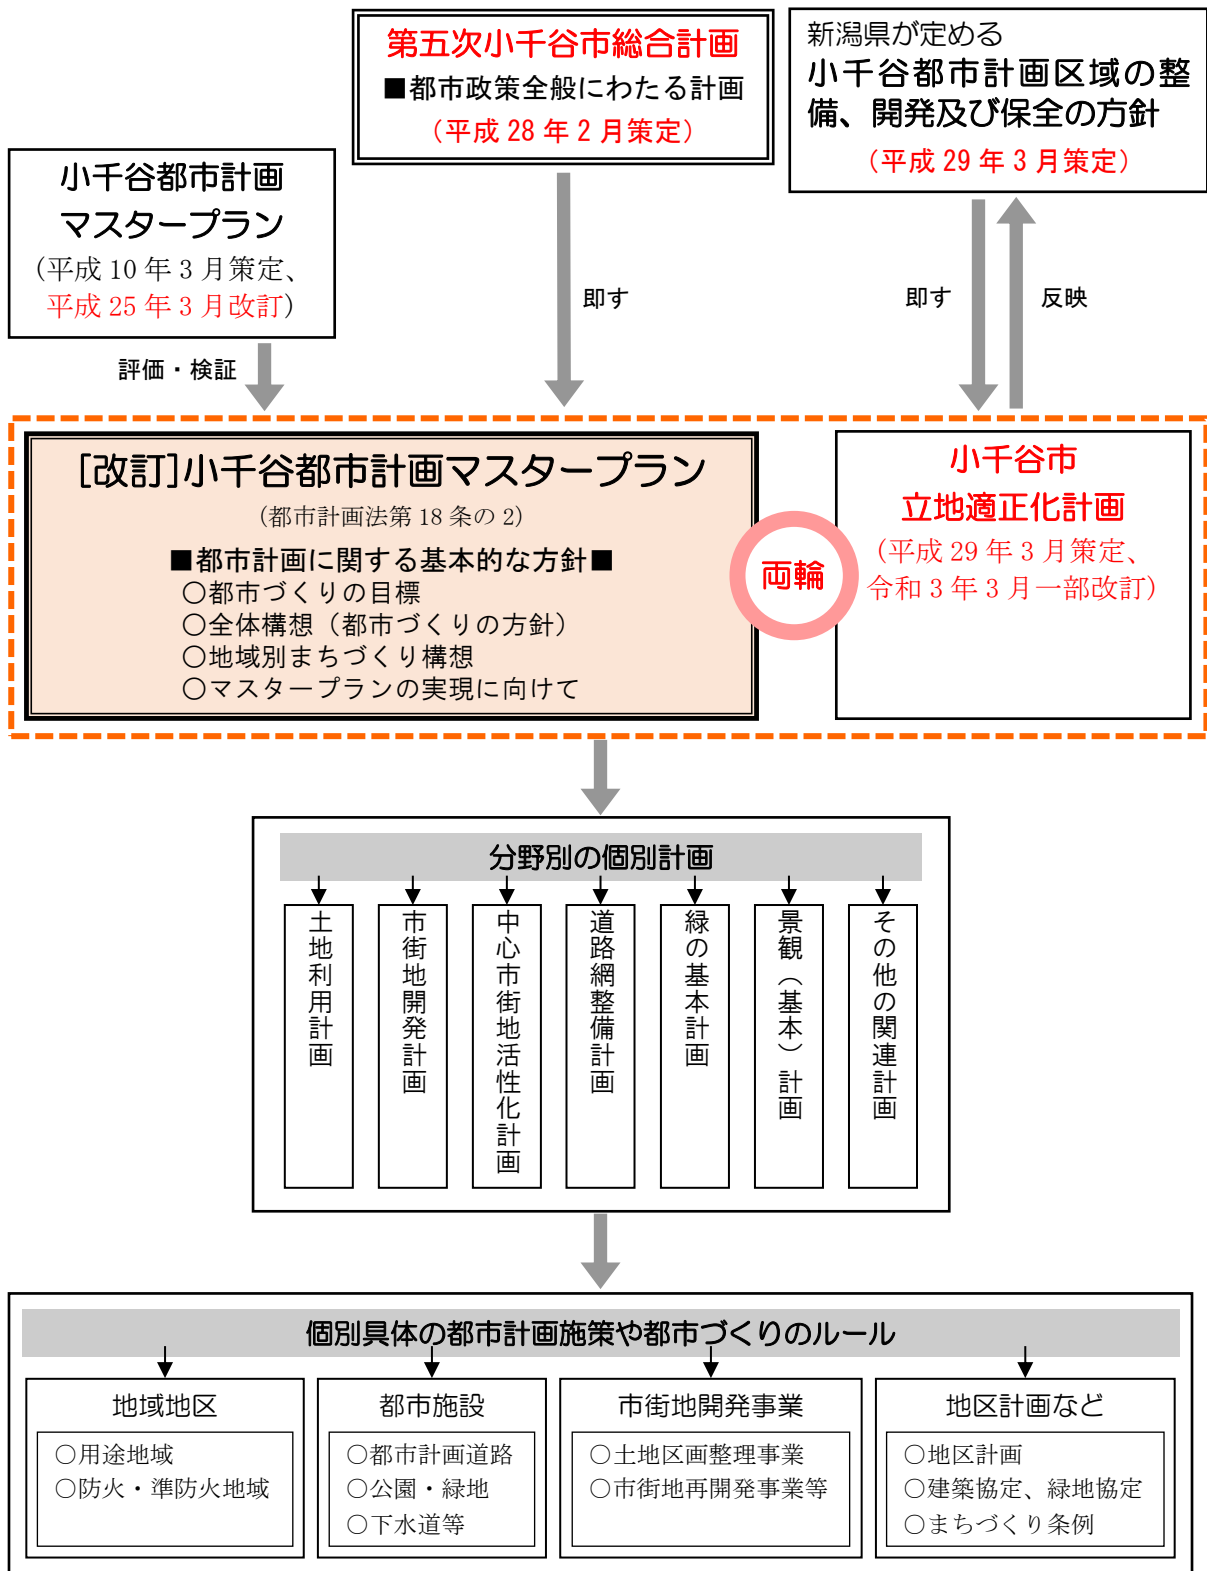 第五次小千谷市総合計画
■都市政策全般にわたる計画
（平成 28 年 2 月策定）
新潟県が定める
小千谷都市計画区域の整
備、開発及び保全の方針
（平成 29 年 3 月策定）
小千谷都市計画
マスタープラン
（平成 10 年 3 月策定、
平成 25 年 3 月改訂）
評価・検証
即す
即す
反映
［改訂］小千谷都市計画マスタープラン
（都市計画法第 18 条の 2）
■都市計画に関する基本的な方針■
○都市づくりの目標
○全体構想（都市づくりの方針）
○地域別まちづくり構想
○マスタープランの実現に向けて
両輪
小千谷市
立地適正化計画
（平成 29 年 3 月策定、
令和 3 年 3 月一部改訂）
分野別の個別計画
土地利用計画
市街地開発計画
中心市街地活性化計画
道路網整備計画
緑の基本計画
景観（基本）計画
その他の関連計画
個別具体の都市計画施策や都市づくりのルール
地域地区
○用途地域
○防火・準防火地域
都市施設
○都市計画道路
○公園・緑地
○下水道等
市街地開発事業
○土地区画整理事業
○市街地再開発事業等
地区計画など
○地区計画
○建築協定、緑地協定
○まちづくり条例